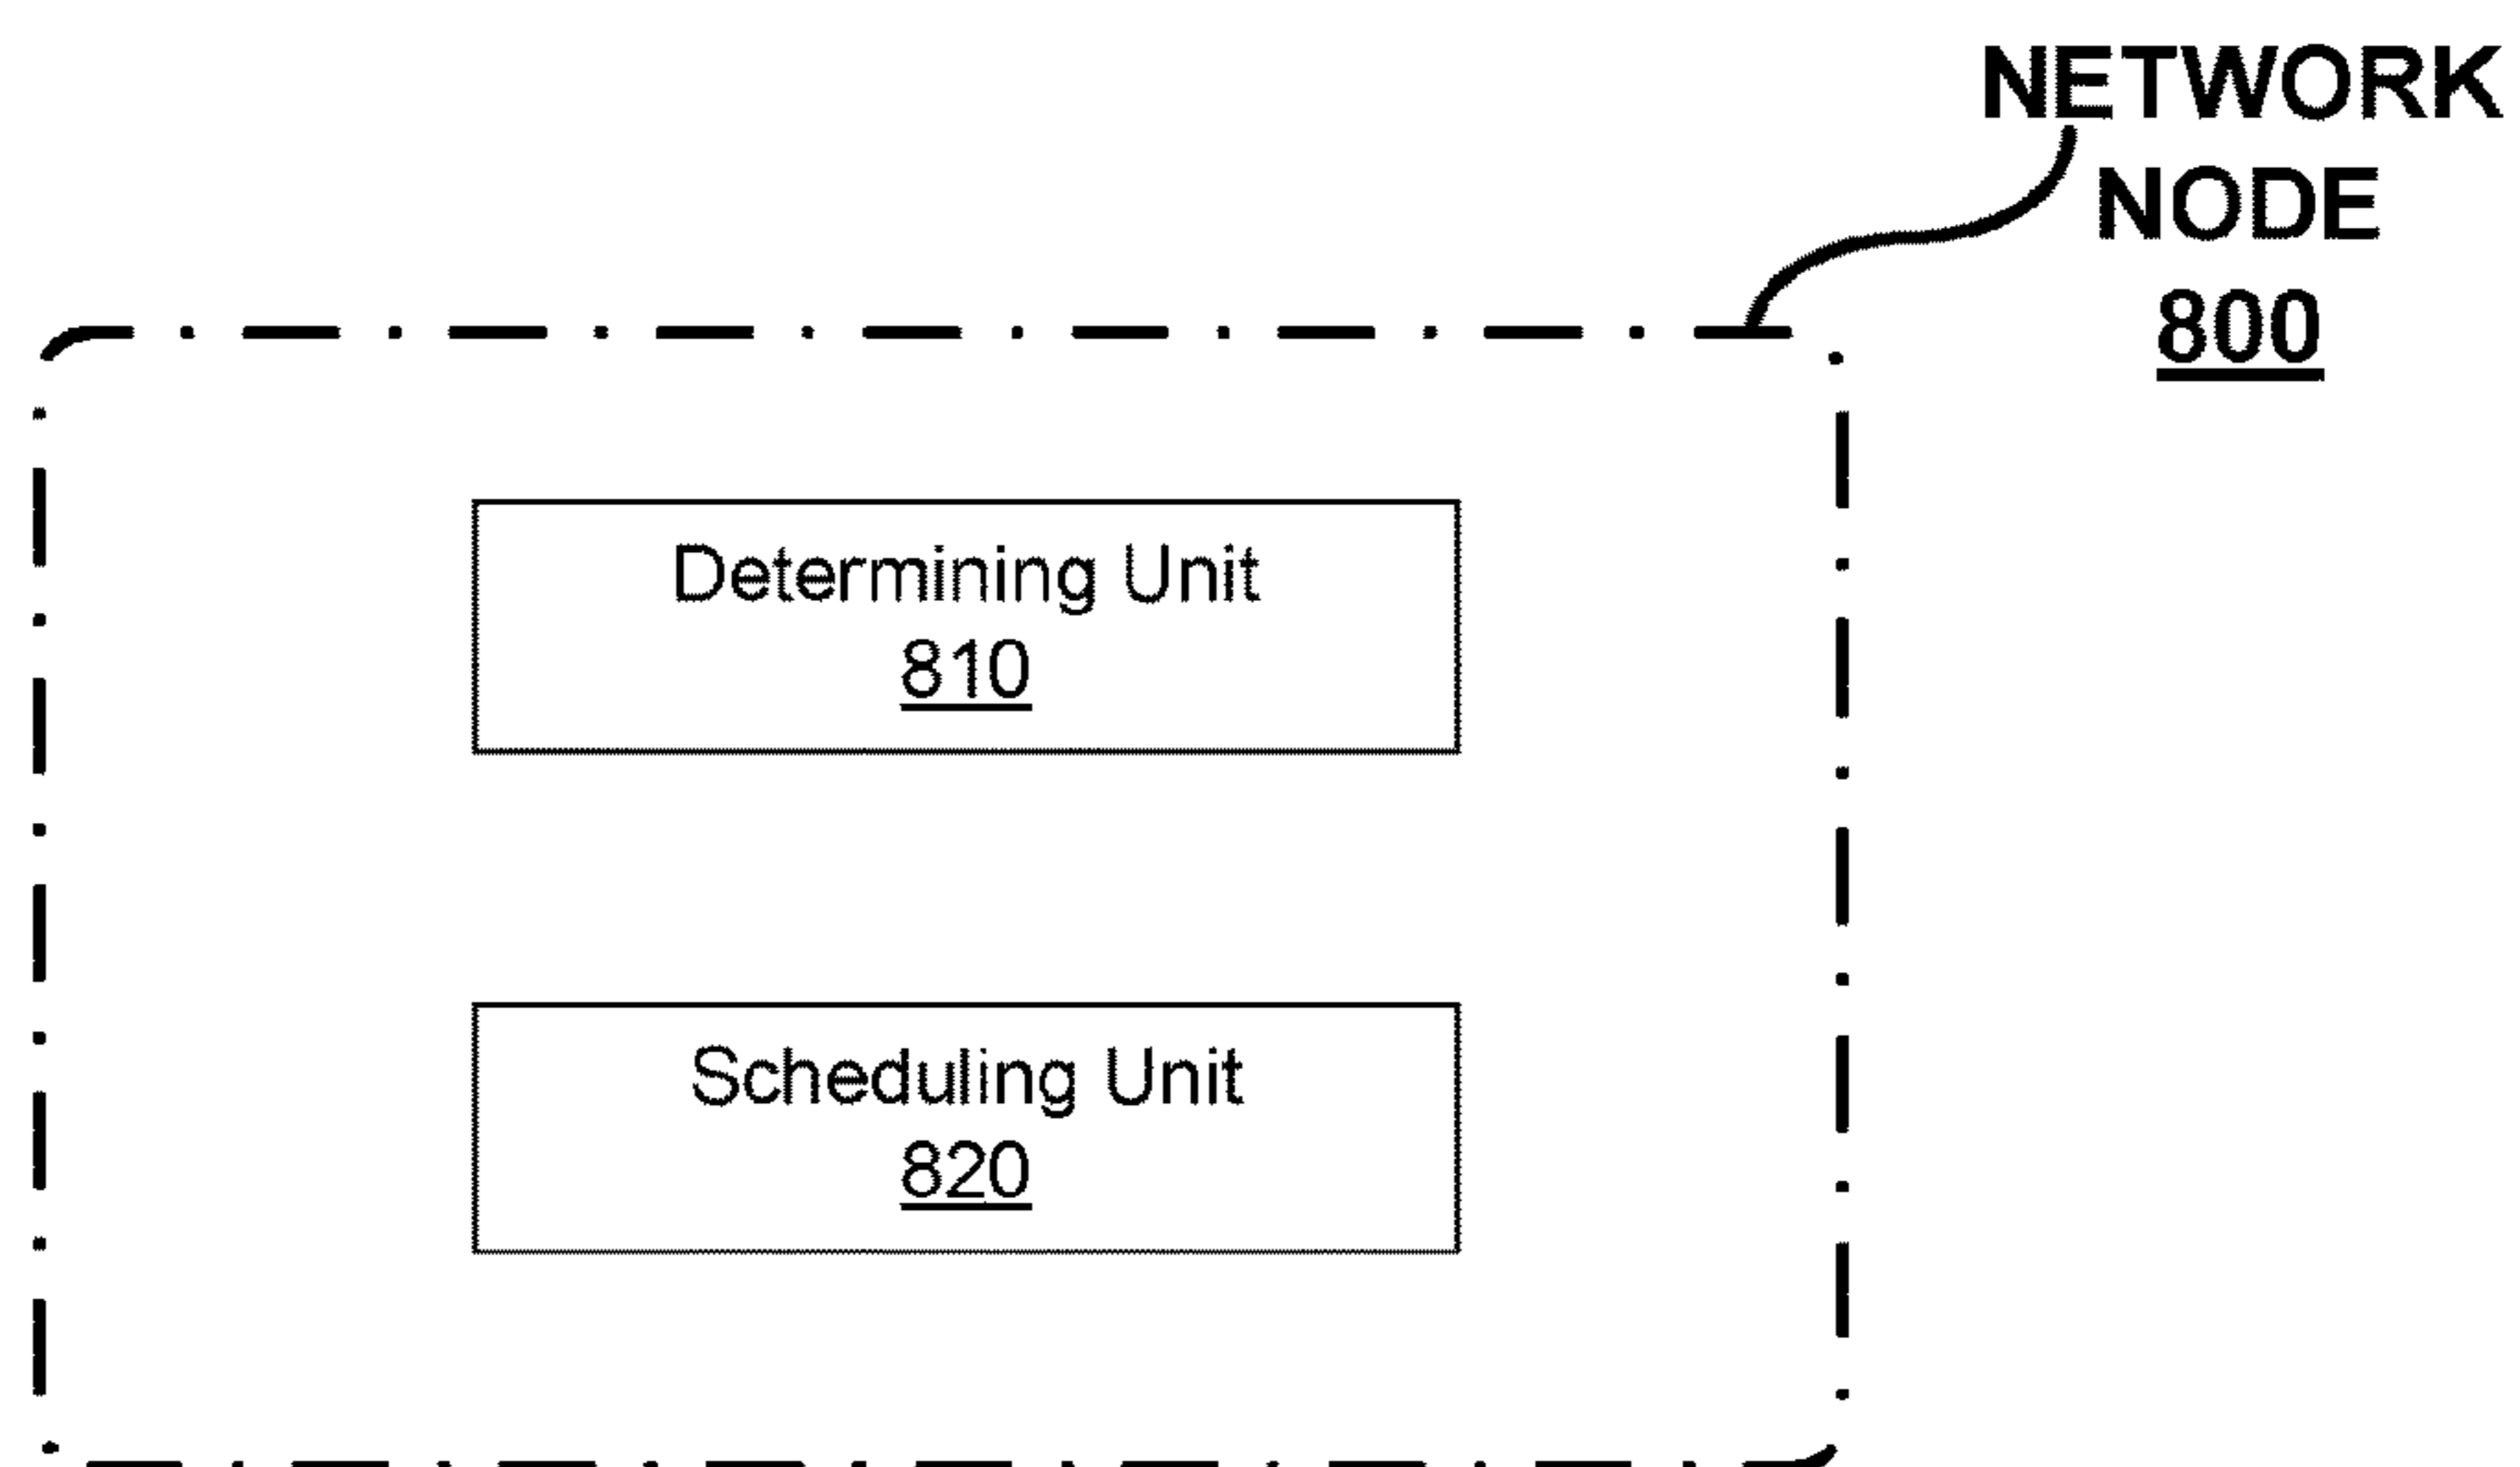 NETWORK
NODE
800
Determining Unit
810
Scheduling Unit
820